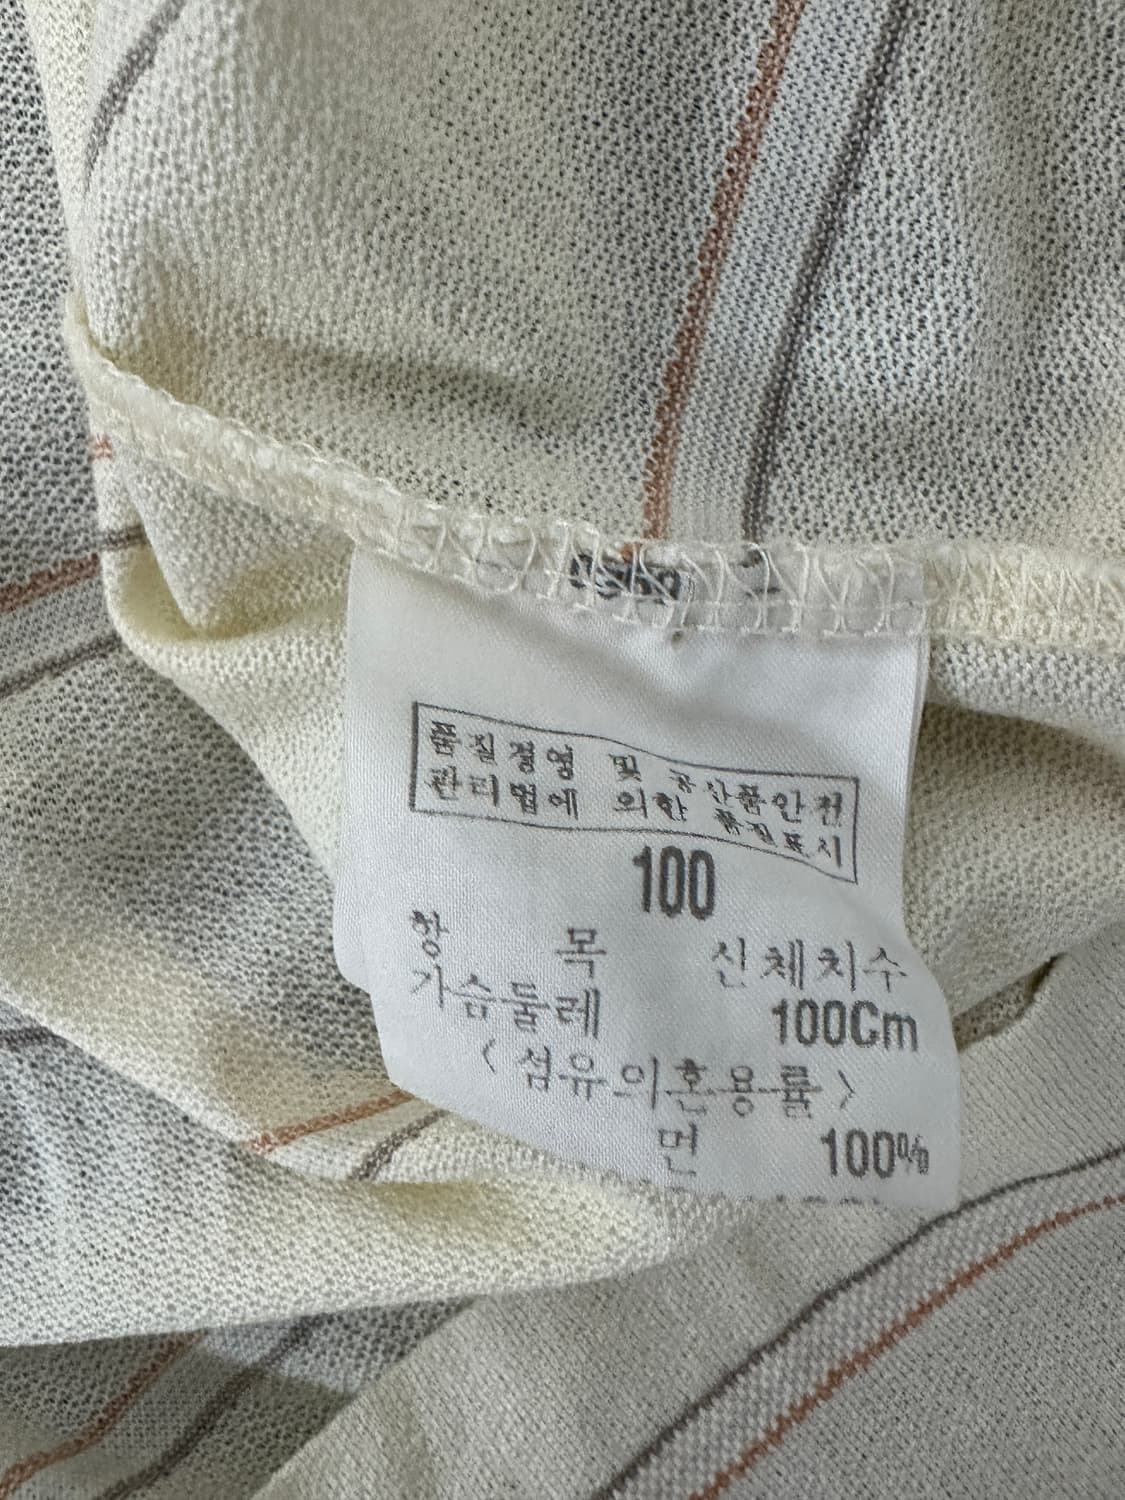 품질경영 및 공산품안전
관리법에 의한 품질표시
100
항 목 신체치수
가슴둘레 100Cm
〈섬유의혼용률〉
면 100%